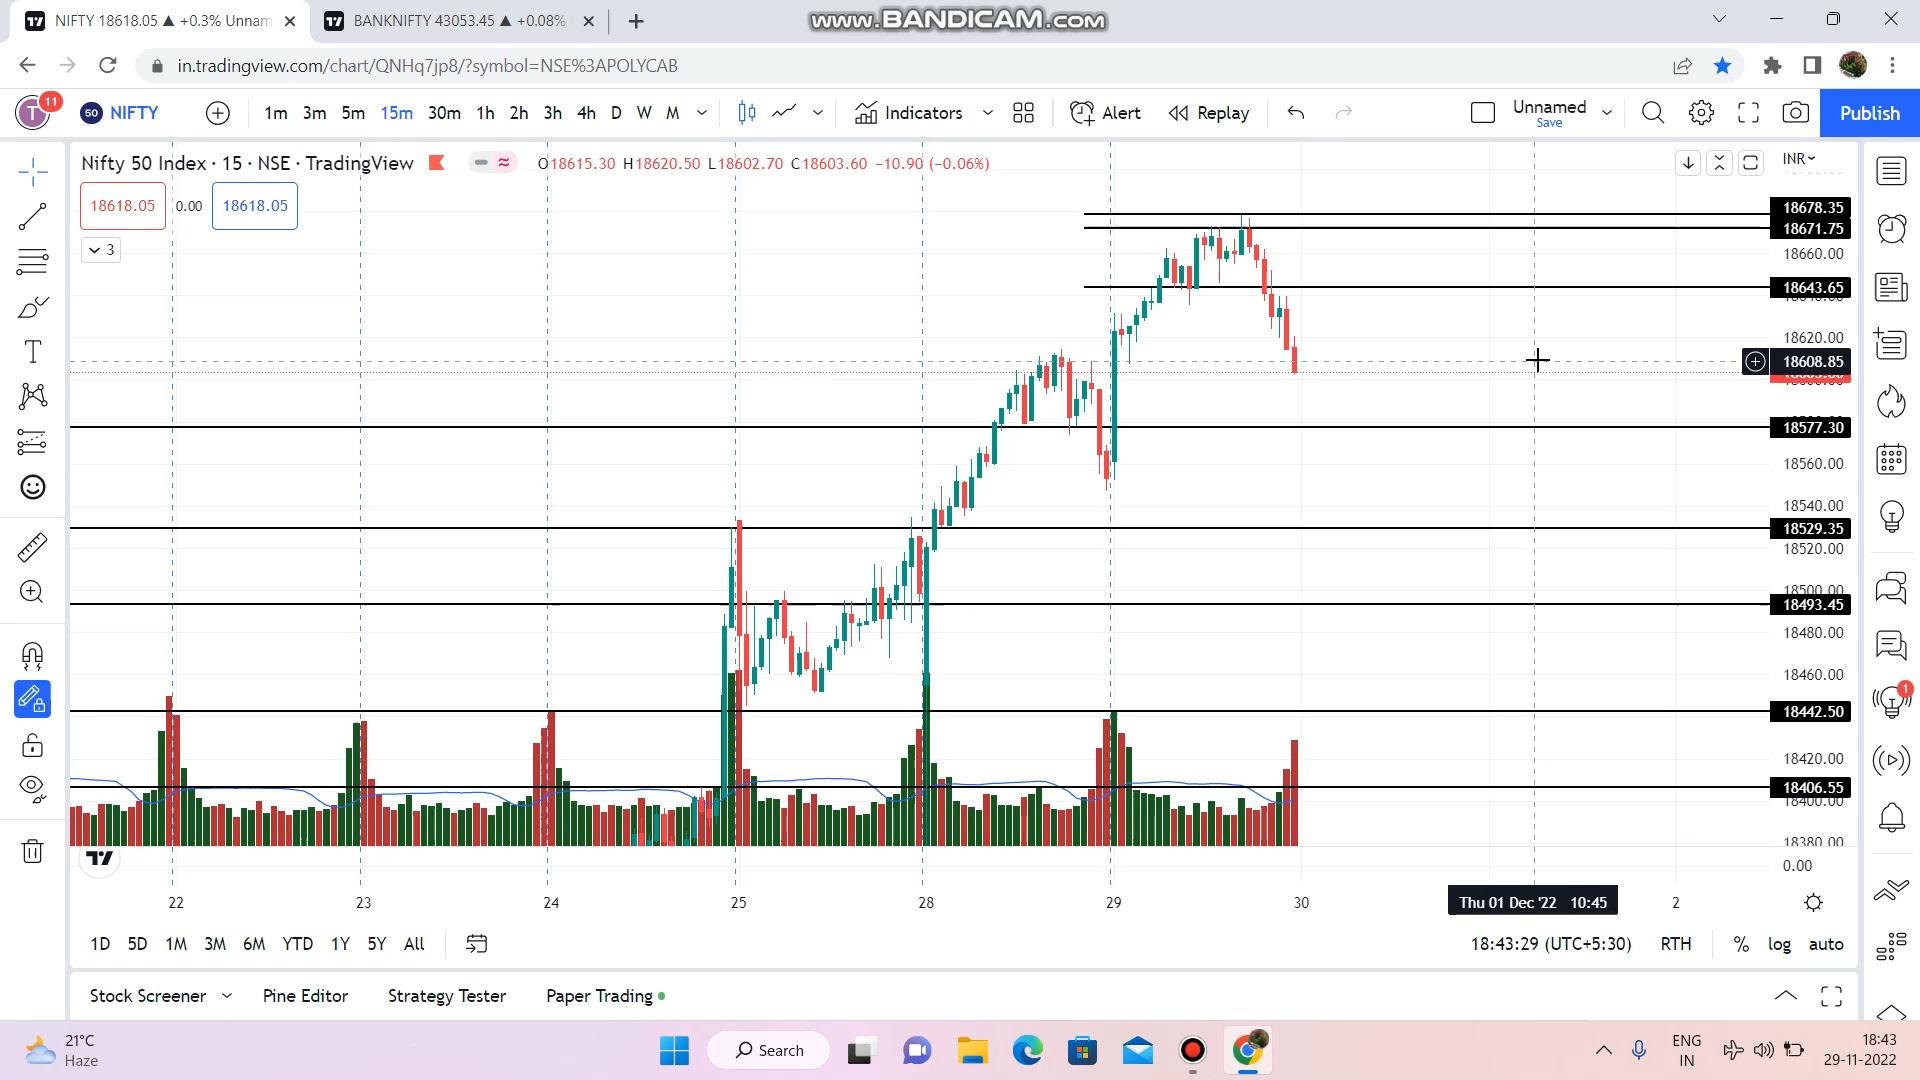 NIFTY 18618.05 ▲ +0.3% Unnam
BANKNIFTY 43053.45 ▲ +0.08%
www.BANDICAM.com
in.tradingview.com/chart/QNHq7jp8/?symbol=NSE%3APOLYCAB
T 11
50 NIFTY
1m 3m 5m 15m 30m 1h 2h 3h 4h D W M
Indicators
Alert
Replay
Unnamed
Save
Publish
Nifty 50 Index · 15 · NSE · TradingView
O18615.30 H18620.50 L18602.70 C18603.60 −10.90 (−0.06%)
INR
18618.05 0.00 18618.05
3
18678.35
18671.75
18660.00
18643.65
18620.00
18608.85
18577.30
18560.00
18540.00
18529.35
18520.00
18500.00
18493.45
18480.00
18460.00
18442.50
18420.00
18406.55
18400.00
18380.00
0.00
1
22 23 24 25 28 29 30 Thu 01 Dec '22 10:45 2
1D 5D 1M 3M 6M YTD 1Y 5Y All
18:43:29 (UTC+5:30) RTH % log auto
Stock Screener Pine Editor Strategy Tester Paper Trading
21°C
Haze
Search
ENG
IN
18:43
29-11-2022